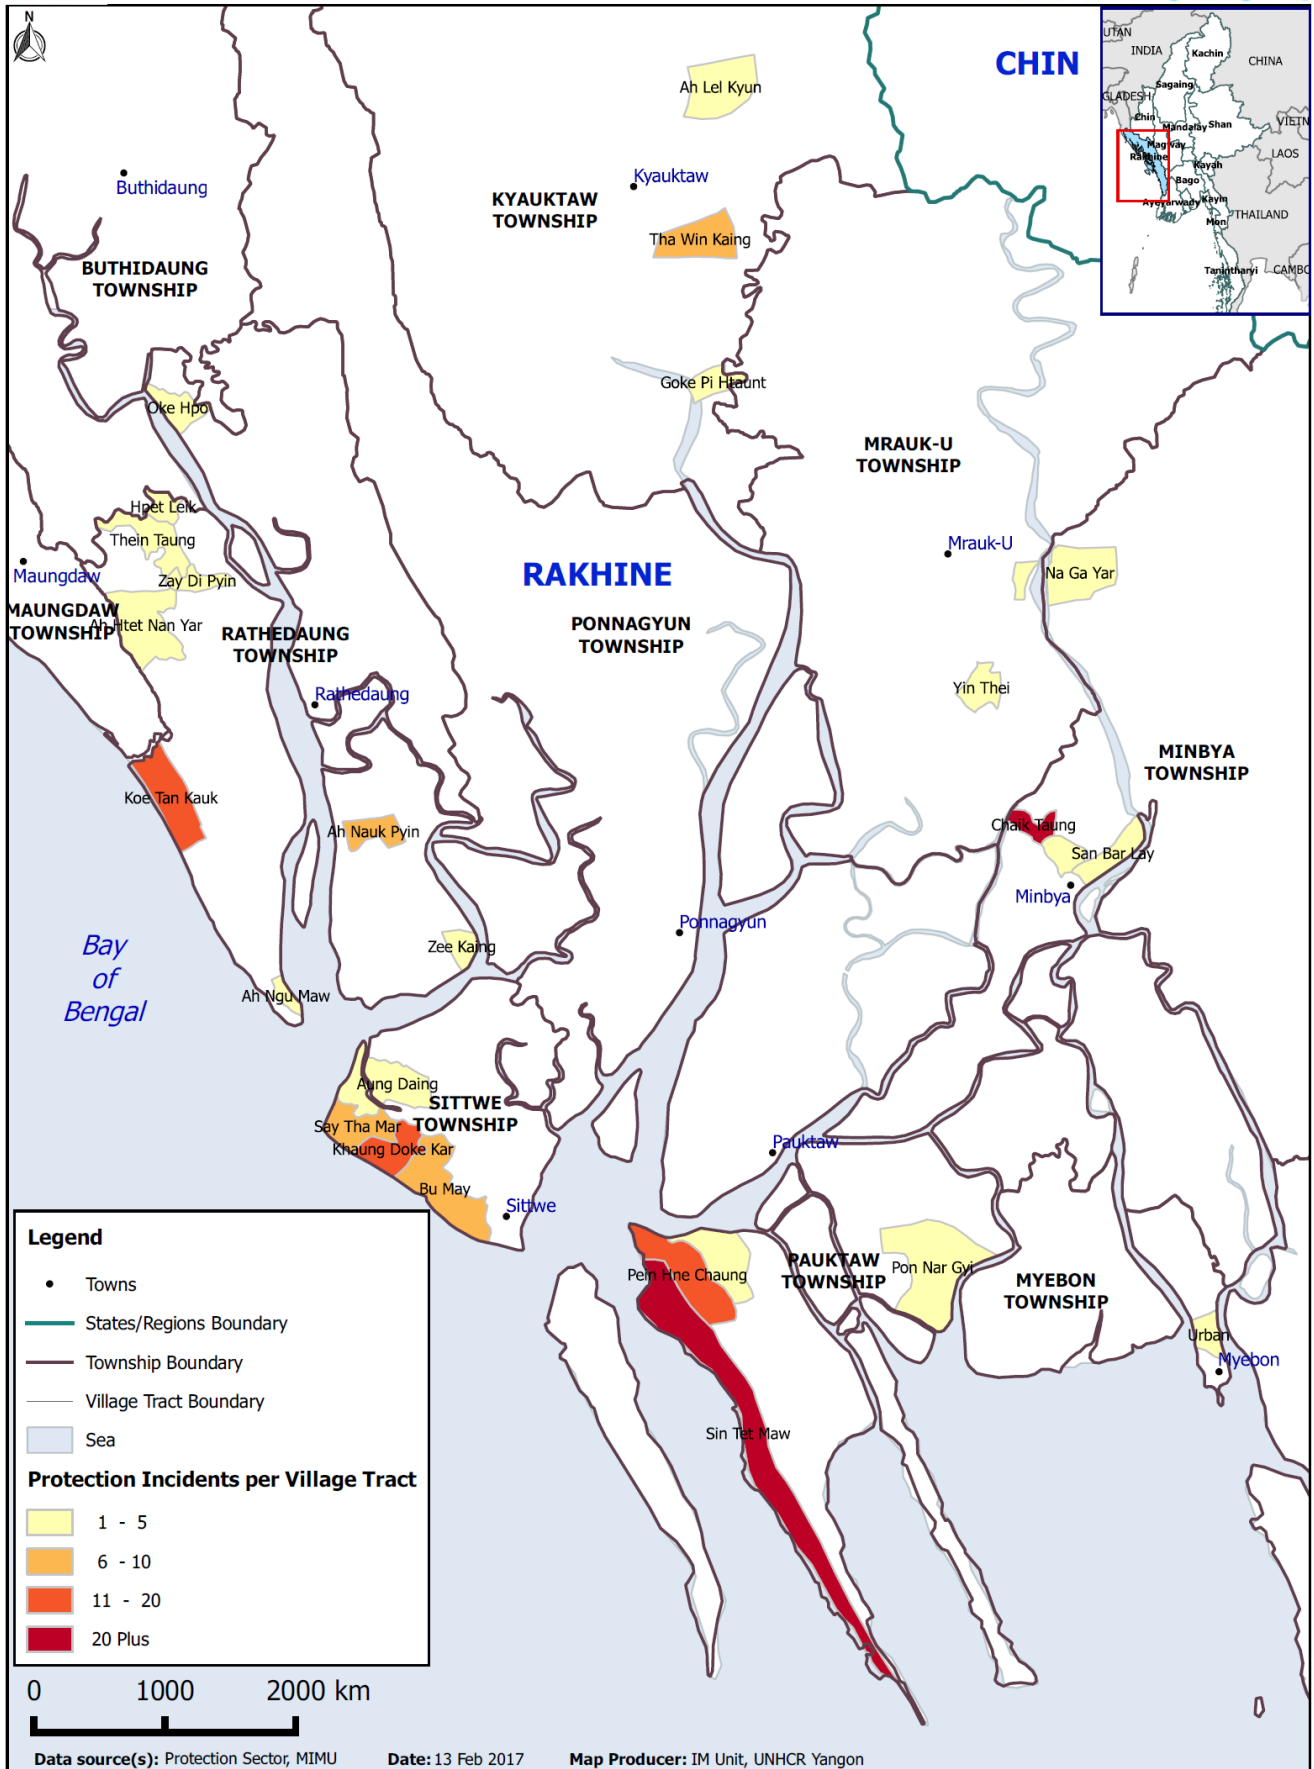 N
CHIN
UTAN
INDIA
Kachin
CHINA
Sagaing
GLADESH
Chin
Mandalay
Shan
VIETN
Magway
LAOS
Rakhine
Kayah
Bago
Ayeyarwady
Kayin
THAILAND
Mon
Tanintharyi
CAMBO
Ah Lel Kyun
Buthidaung
Kyauktaw
KYAUKTAW
TOWNSHIP
Tha Win Kaing
BUTHIDAUNG
TOWNSHIP
Goke Pi Htaunt
Oke Hpo
MRAUK-U
TOWNSHIP
Hpet Leik
Thein Taung
Mrauk-U
Maungdaw
Zay Di Pyin
RAKHINE
Na Ga Yar
MAUNGDAW
TOWNSHIP
Ah Htet Nan Yar
RATHEDAUNG
TOWNSHIP
PONNAGYUN
TOWNSHIP
Rathedaung
Yin Thei
MINBYA
TOWNSHIP
Koe Tan Kauk
Ah Nauk Pyin
Chaik Taung
San Bar Lay
Minbya
Ponnagyun
Bay
of
Bengal
Zee Kaing
Ah Ngu Maw
Aung Daing
SITTWE
TOWNSHIP
Say Tha Mar
Khaung Doke Kar
Pauktaw
Bu May
Sittwe
Pein Hne Chaung
PAUKTAW
TOWNSHIP
Pon Nar Gyi
MYEBON
TOWNSHIP
Urban
Myebon
Sin Tet Maw
Legend
Towns
States/Regions Boundary
Township Boundary
Village Tract Boundary
Sea
Protection Incidents per Village Tract
1 - 5
6 - 10
11 - 20
20 Plus
0 1000 2000 km
Data source(s): Protection Sector, MIMU Date: 13 Feb 2017 Map Producer: IM Unit, UNHCR Yangon